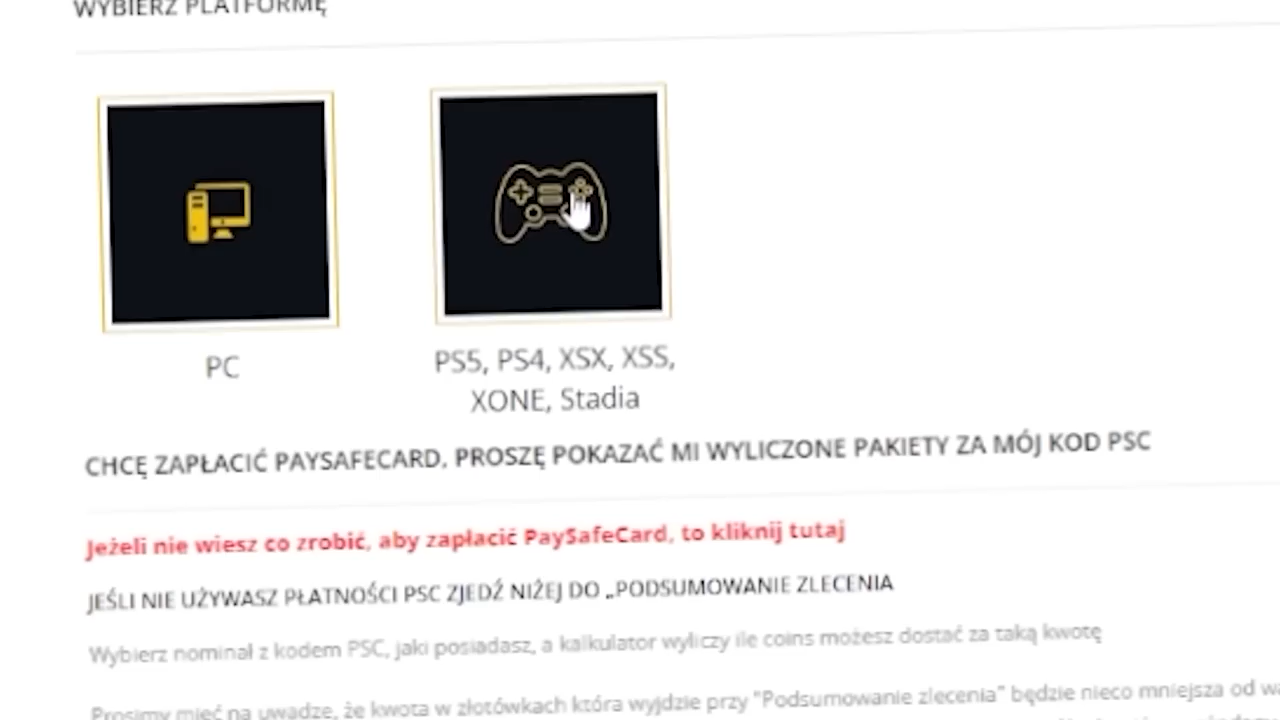 WYBIERZ PLATFORMĘ
PC
PS5, PS4, XSX, XSS,
XONE, Stadia
CHCĘ ZAPŁACIĆ PAYSAFECARD. PROSZĘ POKAZAĆ MI WYLICZONE PAKIETY ZA MÓJ KOD PSC
Jeżeli nie wiesz co zrobić, aby zapłacić PaySafeCard, to kliknij tutaj
JEŚLI NIE UŻYWASZ PŁATNOŚCI PSC ZJEDŹ NIŻEJ DO „PODSUMOWANIE ZLECENIA
Wybierz nominał z kodem PSC, jaki posiadasz, a kalkulator wyliczy ile coins możesz dostać za taką kwotę
Prosimy mieć na uwadze, że kwota w złotówkach która wyjdzie przy "Podsumowanie zlecenia" będzie nieco mniejsza od